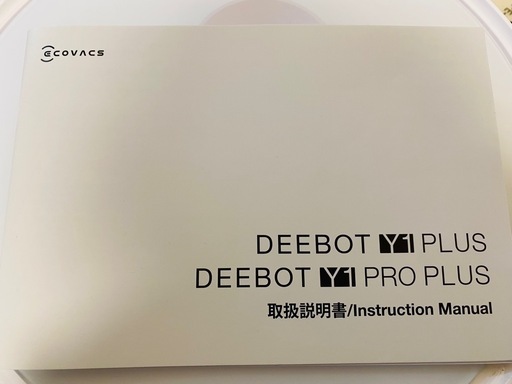 ECOVACS
DEEBOT Y1 PLUS
DEEBOT Y1 PRO PLUS
取扱説明書/Instruction Manual